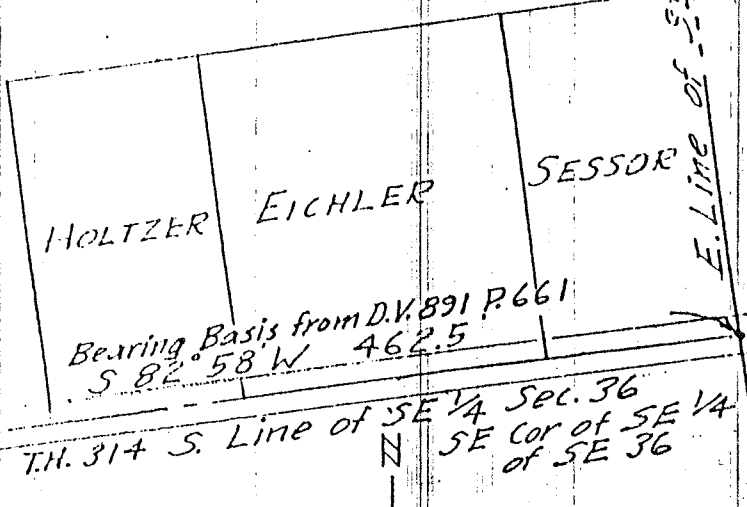 E. Line of
HOLTZER
EICHLER
SESSOR
Bearing Basis from D.V. 891 P. 661
S 82° 58 W 462.5
T.H. 314 S. Line of SE 1/4 Sec. 36
SE Cor of SE 1/4
of SE 36
N